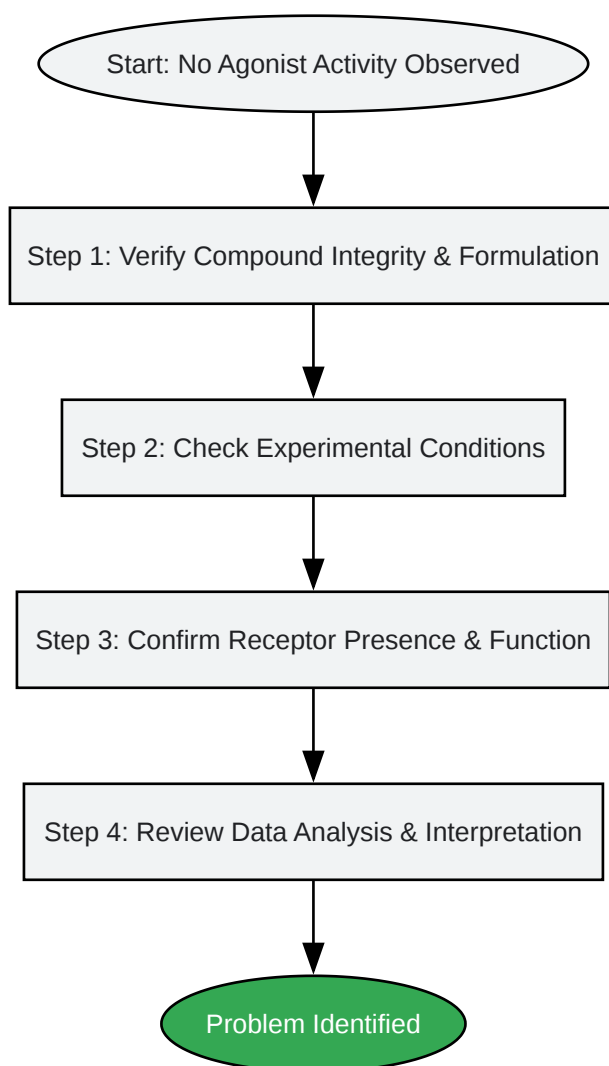 Start: No Agonist Activity Observed
Step 1: Verify Compound Integrity & Formulation
Step 2: Check Experimental Conditions
Step 3: Confirm Receptor Presence & Function
Step 4: Review Data Analysis & Interpretation
Problem Identified